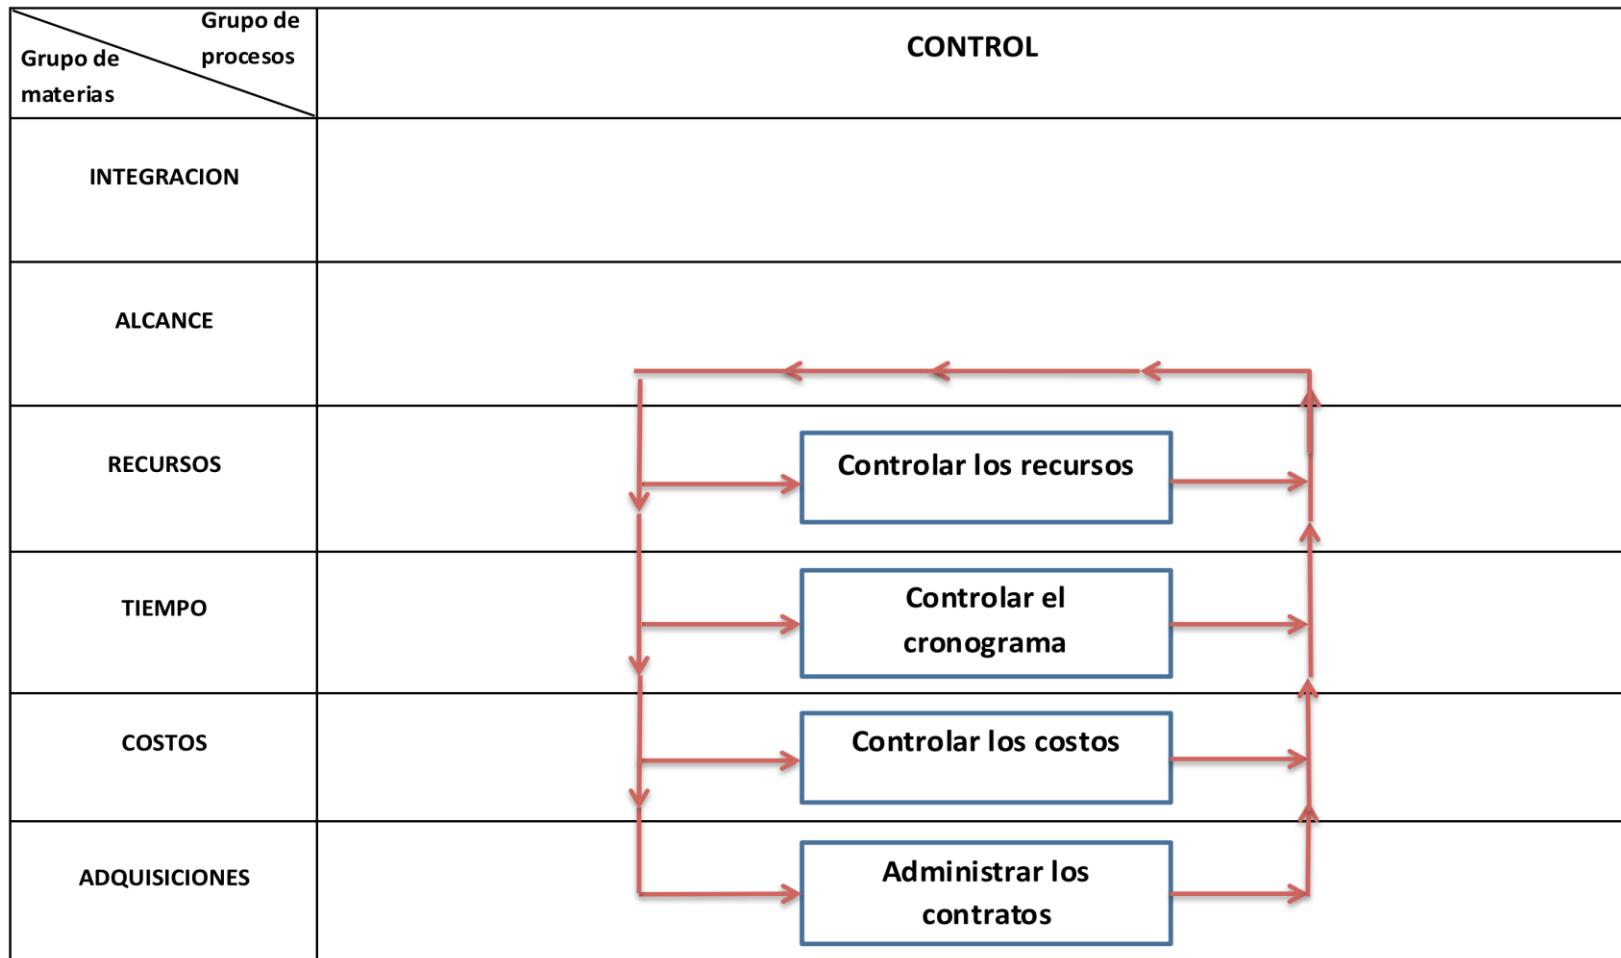 Grupo de
procesos
Grupo de
materias
CONTROL
INTEGRACION
ALCANCE
RECURSOS
Controlar los recursos
TIEMPO
Controlar el
cronograma
COSTOS
Controlar los costos
ADQUISICIONES
Administrar los
contratos